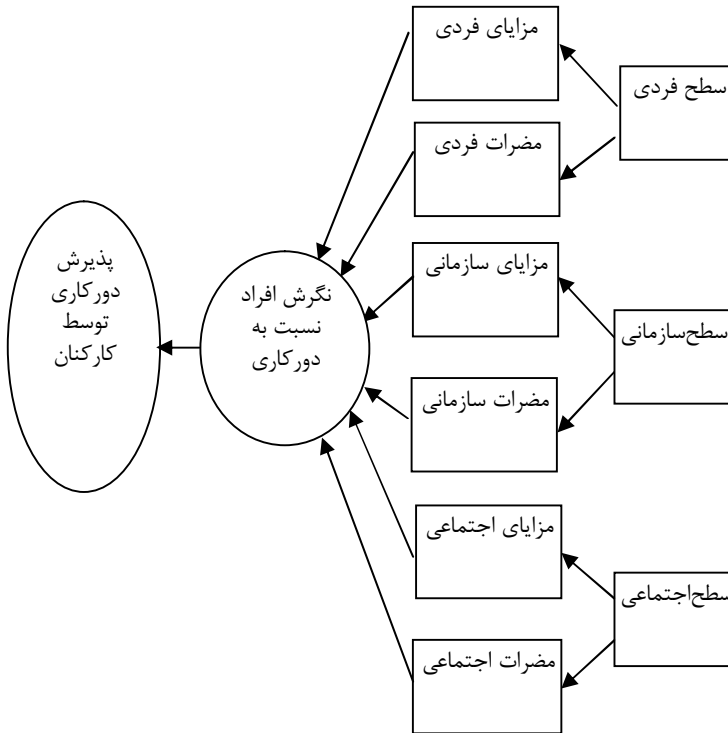 مزایای فردی
سطح فردی
مضرات فردی
مزایای سازمانی
سطح‌سازمانی
مضرات سازمانی
مزایای اجتماعی
سطح‌اجتماعی
مضرات اجتماعی
نگرش افراد
نسبت به
دورکاری
پذیرش
دورکاری
توسط
کارکنان